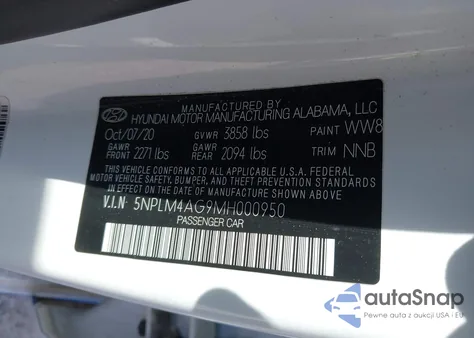 MANUFACTURED BY
HYUNDAI MOTOR MANUFACTURING ALABAMA, LLC
Oct/07/20 GVWR 3858 lbs PAINT WW8
GAWR FRONT 2271 lbs GAWR REAR 2094 lbs TRIM NNB
THIS VEHICLE CONFORMS TO ALL APPLICABLE U.S.A FEDERAL
MOTOR VEHICLE SAFETY, BUMPER, AND THEFT PREVENTION
STANDARDS IN EFFECT ON THE DATE OF MANUFACTURE
SHOWN ABOVE.
V.I.N 5NPLM4AG9MH000950
PASSENGER CAR
autoSnap
Pewne auta z aukcji USA i EU